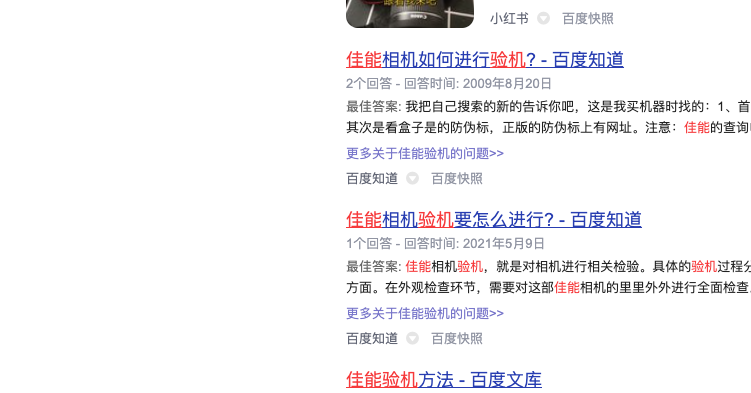 跟着我来吧
Canon
小红书 百度快照
佳能相机如何进行验机? - 百度知道
2个回答 - 回答时间: 2009年8月20日
最佳答案: 我把自己搜索的新的告诉你吧，这是我买机器时找的：1、首
其次是看盒子是的防伪标，正版的防伪标上有网址。注意：佳能的查询
更多关于佳能验机的问题>>
百度知道 百度快照
佳能相机验机要怎么进行? - 百度知道
1个回答 - 回答时间: 2021年5月9日
最佳答案: 佳能相机验机，就是对相机进行相关检验。具体的验机过程分
方面。在外观检查环节，需要对这部佳能相机的里里外外进行全面检查
更多关于佳能验机的问题>>
百度知道 百度快照
佳能验机方法 - 百度文库